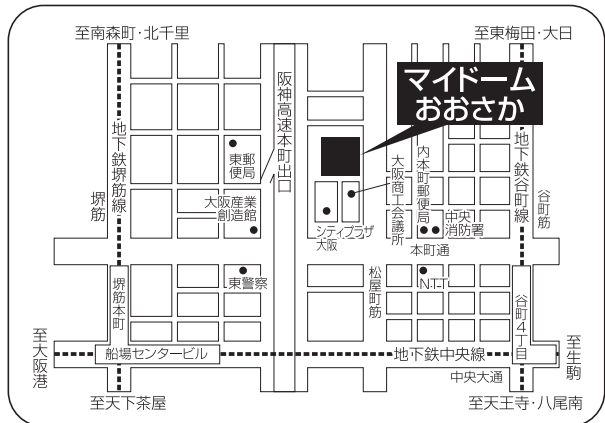 至南森町・北千里
至東梅田・大日
マイドーム
おおさか
阪神高速本町出口
地下鉄堺筋線
堺筋
東郵
便局
大阪産業
創造館
シティプラザ
大阪
大阪商工会議所
内本町郵便局
中央
消防署
地下鉄谷町線
谷町筋
本町通
東警察
松屋町筋
NTT
堺筋本町
谷町4丁目
至大阪港
船場センタービル
地下鉄中央線
至生駒
中央大通
至天下茶屋
至天王寺・八尾南